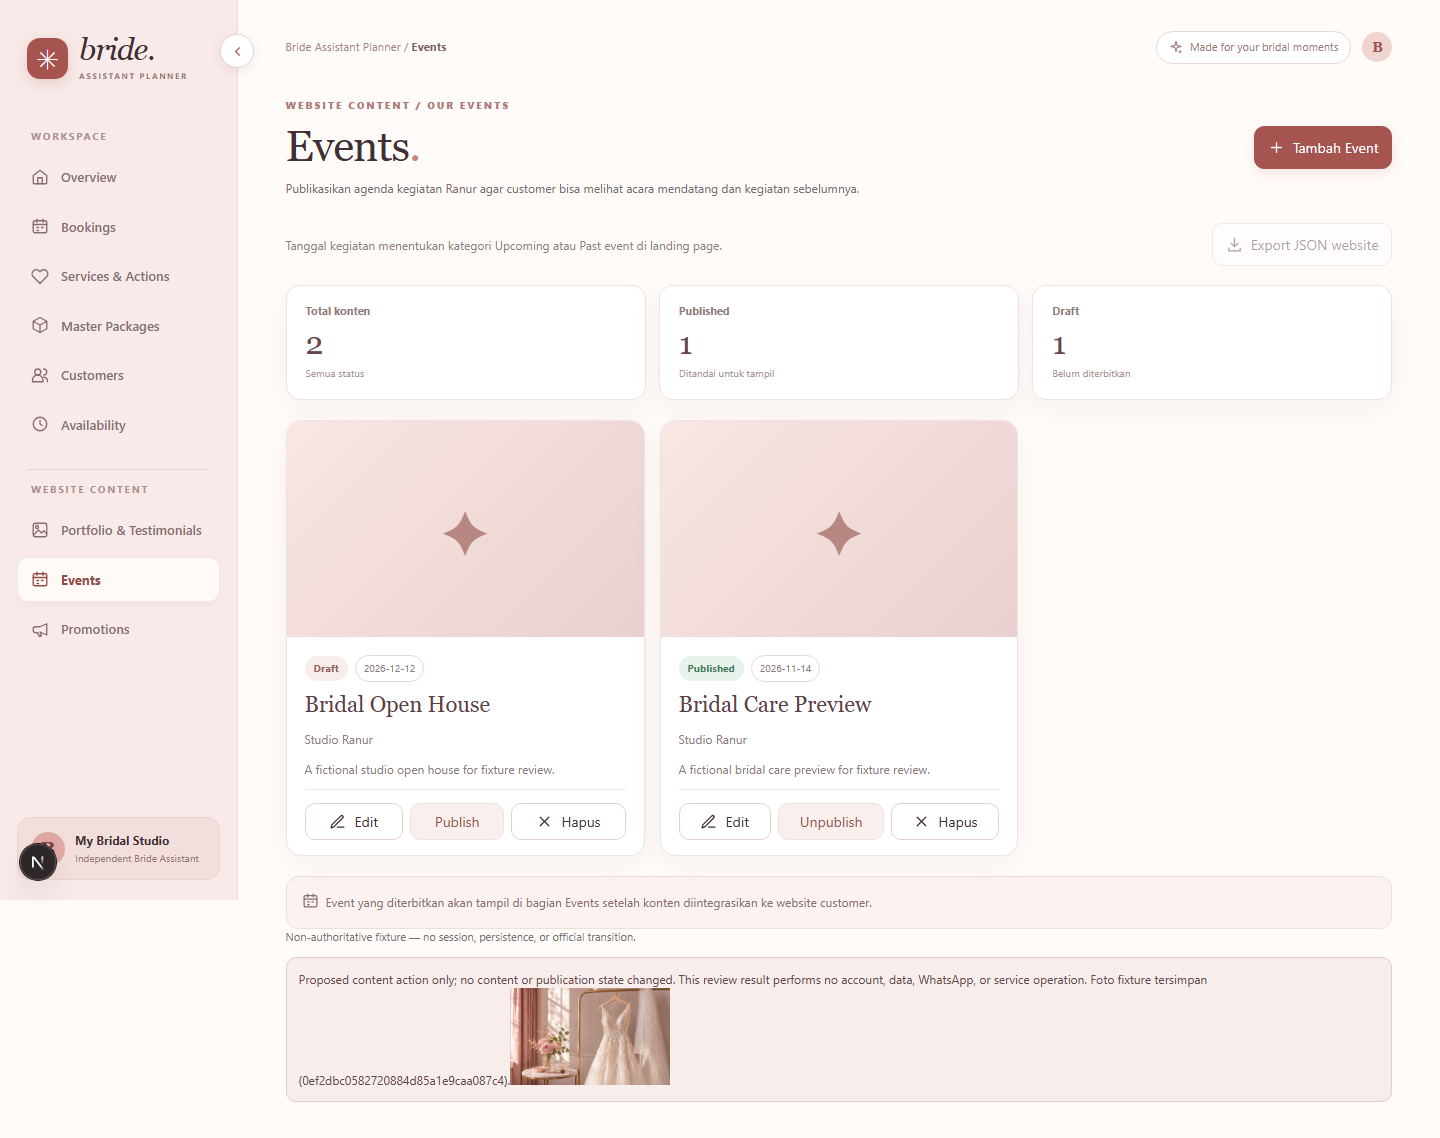 bride.
ASSISTANT PLANNER
Bride Assistant Planner / Events
Made for your bridal moments
B
WORKSPACE
Overview
Bookings
Services & Actions
Master Packages
Customers
Availability
WEBSITE CONTENT
Portfolio & Testimonials
Events
Promotions
My Bridal Studio
Independent Bride Assistant
N
WEBSITE CONTENT / OUR EVENTS
Events.
Tambah Event
Publikasikan agenda kegiatan Ranur agar customer bisa melihat acara mendatang dan kegiatan sebelumnya.
Tanggal kegiatan menentukan kategori Upcoming atau Past event di landing page.
Export JSON website
Total konten
2
Semua status
Published
1
Ditandai untuk tampil
Draft
1
Belum diterbitkan
Draft
2026-12-12
Bridal Open House
Studio Ranur
A fictional studio open house for fixture review.
Edit
Publish
Hapus
Published
2026-11-14
Bridal Care Preview
Studio Ranur
A fictional bridal care preview for fixture review.
Edit
Unpublish
Hapus
Event yang diterbitkan akan tampil di bagian Events setelah konten diintegrasikan ke website customer.
Non-authoritative fixture — no session, persistence, or official transition.
Proposed content action only; no content or publication state changed. This review result performs no account, data, WhatsApp, or service operation. Foto fixture tersimpan
(0ef2dbc0582720884d85a1e9caa087c4).